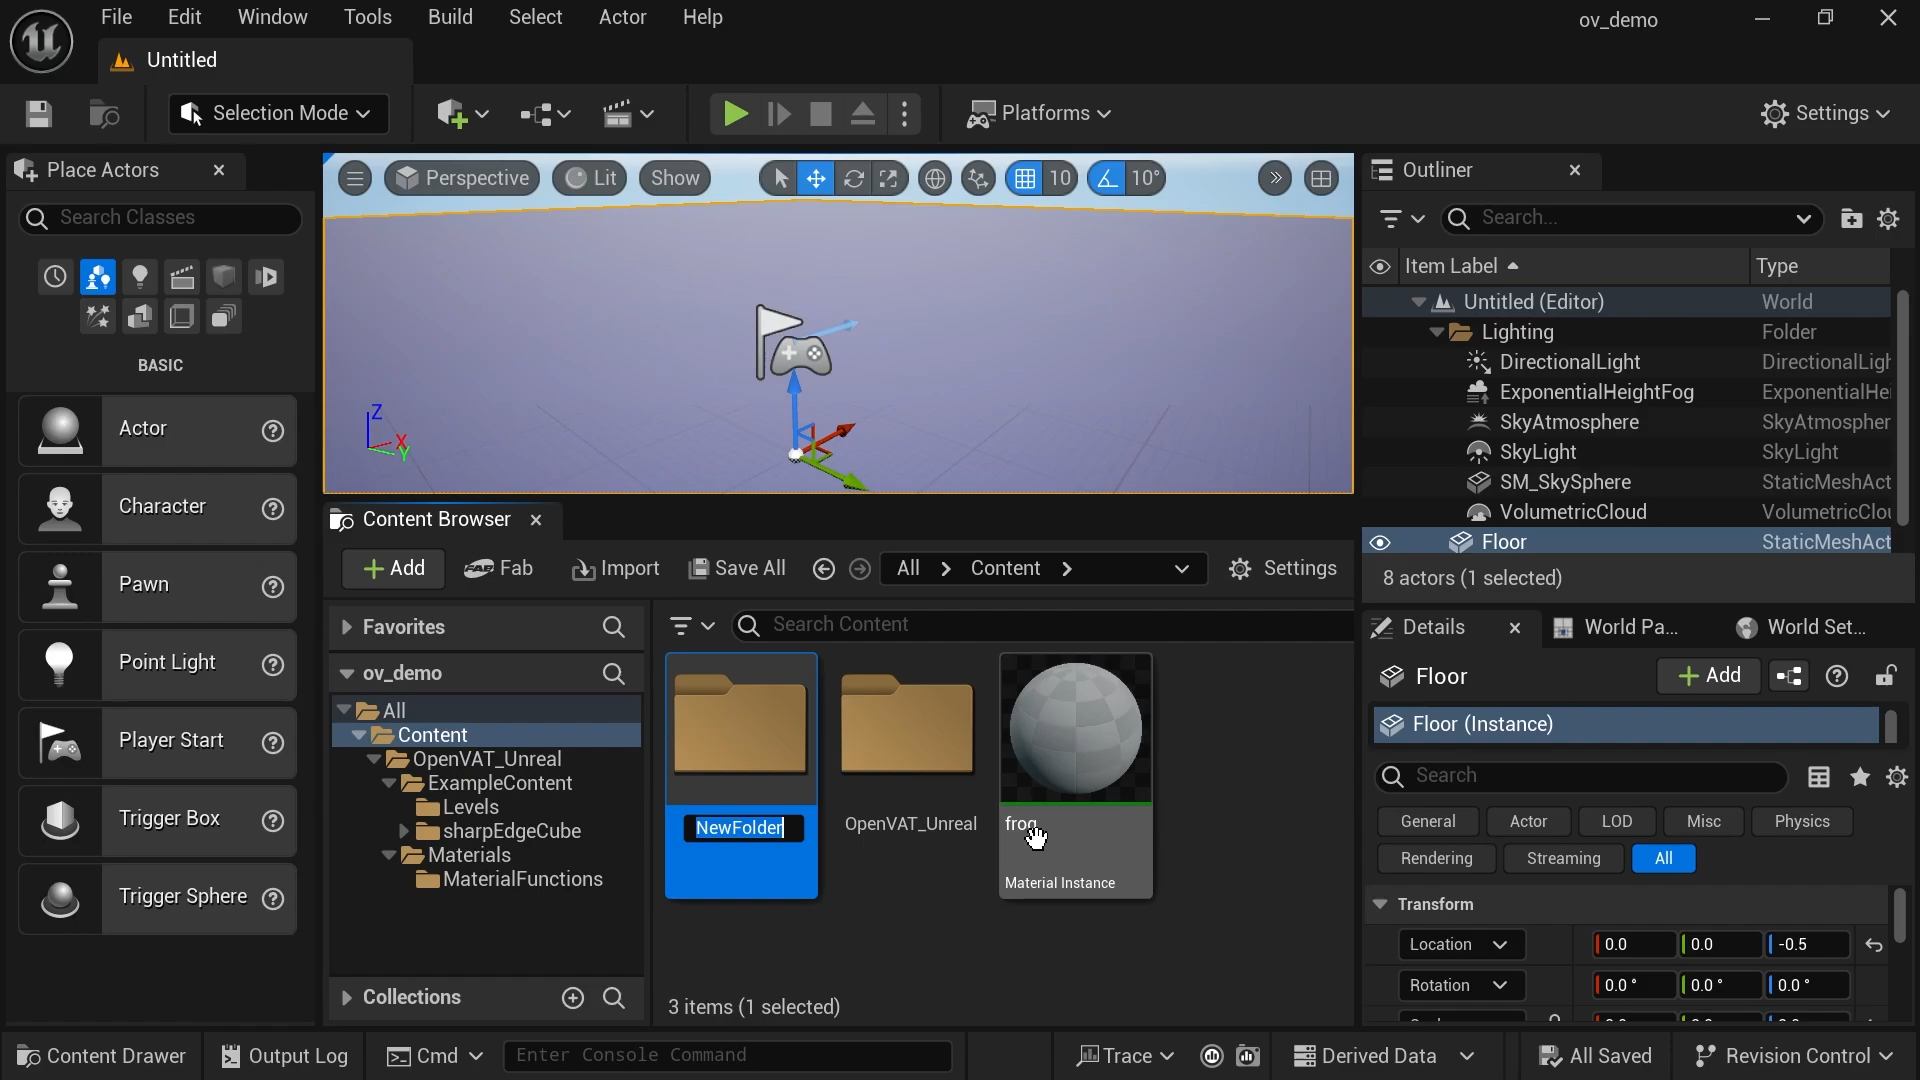 File Edit Window Tools Build Select Actor Help
ov_demo
Untitled
Selection Mode
Platforms
Settings
Place Actors
Search Classes
BASIC
Actor
Character
Pawn
Point Light
Player Start
Trigger Box
Trigger Sphere
Perspective
Lit
Show
10
10°
Z
X
Y
Content Browser
Add
Fab
Import
Save All
All
Content
Settings
Favorites
ov_demo
All
Content
OpenVAT_Unreal
ExampleContent
Levels
sharpEdgeCube
Materials
MaterialFunctions
Collections
Search Content
NewFolder
OpenVAT_Unreal
frog
Material Instance
3 items (1 selected)
Outliner
Search...
Item Label Type
Untitled (Editor) World
Lighting Folder
DirectionalLight DirectionalLigh
ExponentialHeightFog ExponentialHei
SkyAtmosphere SkyAtmospher
SkyLight SkyLight
SM_SkySphere StaticMeshAct
VolumetricCloud VolumetricClou
Floor StaticMeshAct
8 actors (1 selected)
Details
World Pa...
World Set...
Floor
Add
Floor (Instance)
Search
General Actor LOD Misc Physics
Rendering Streaming All
Transform
Location 0.0 0.0 -0.5
Rotation 0.0 ° 0.0 ° 0.0 °
Content Drawer
Output Log
Cmd
Enter Console Command
Trace
Derived Data
All Saved
Revision Control